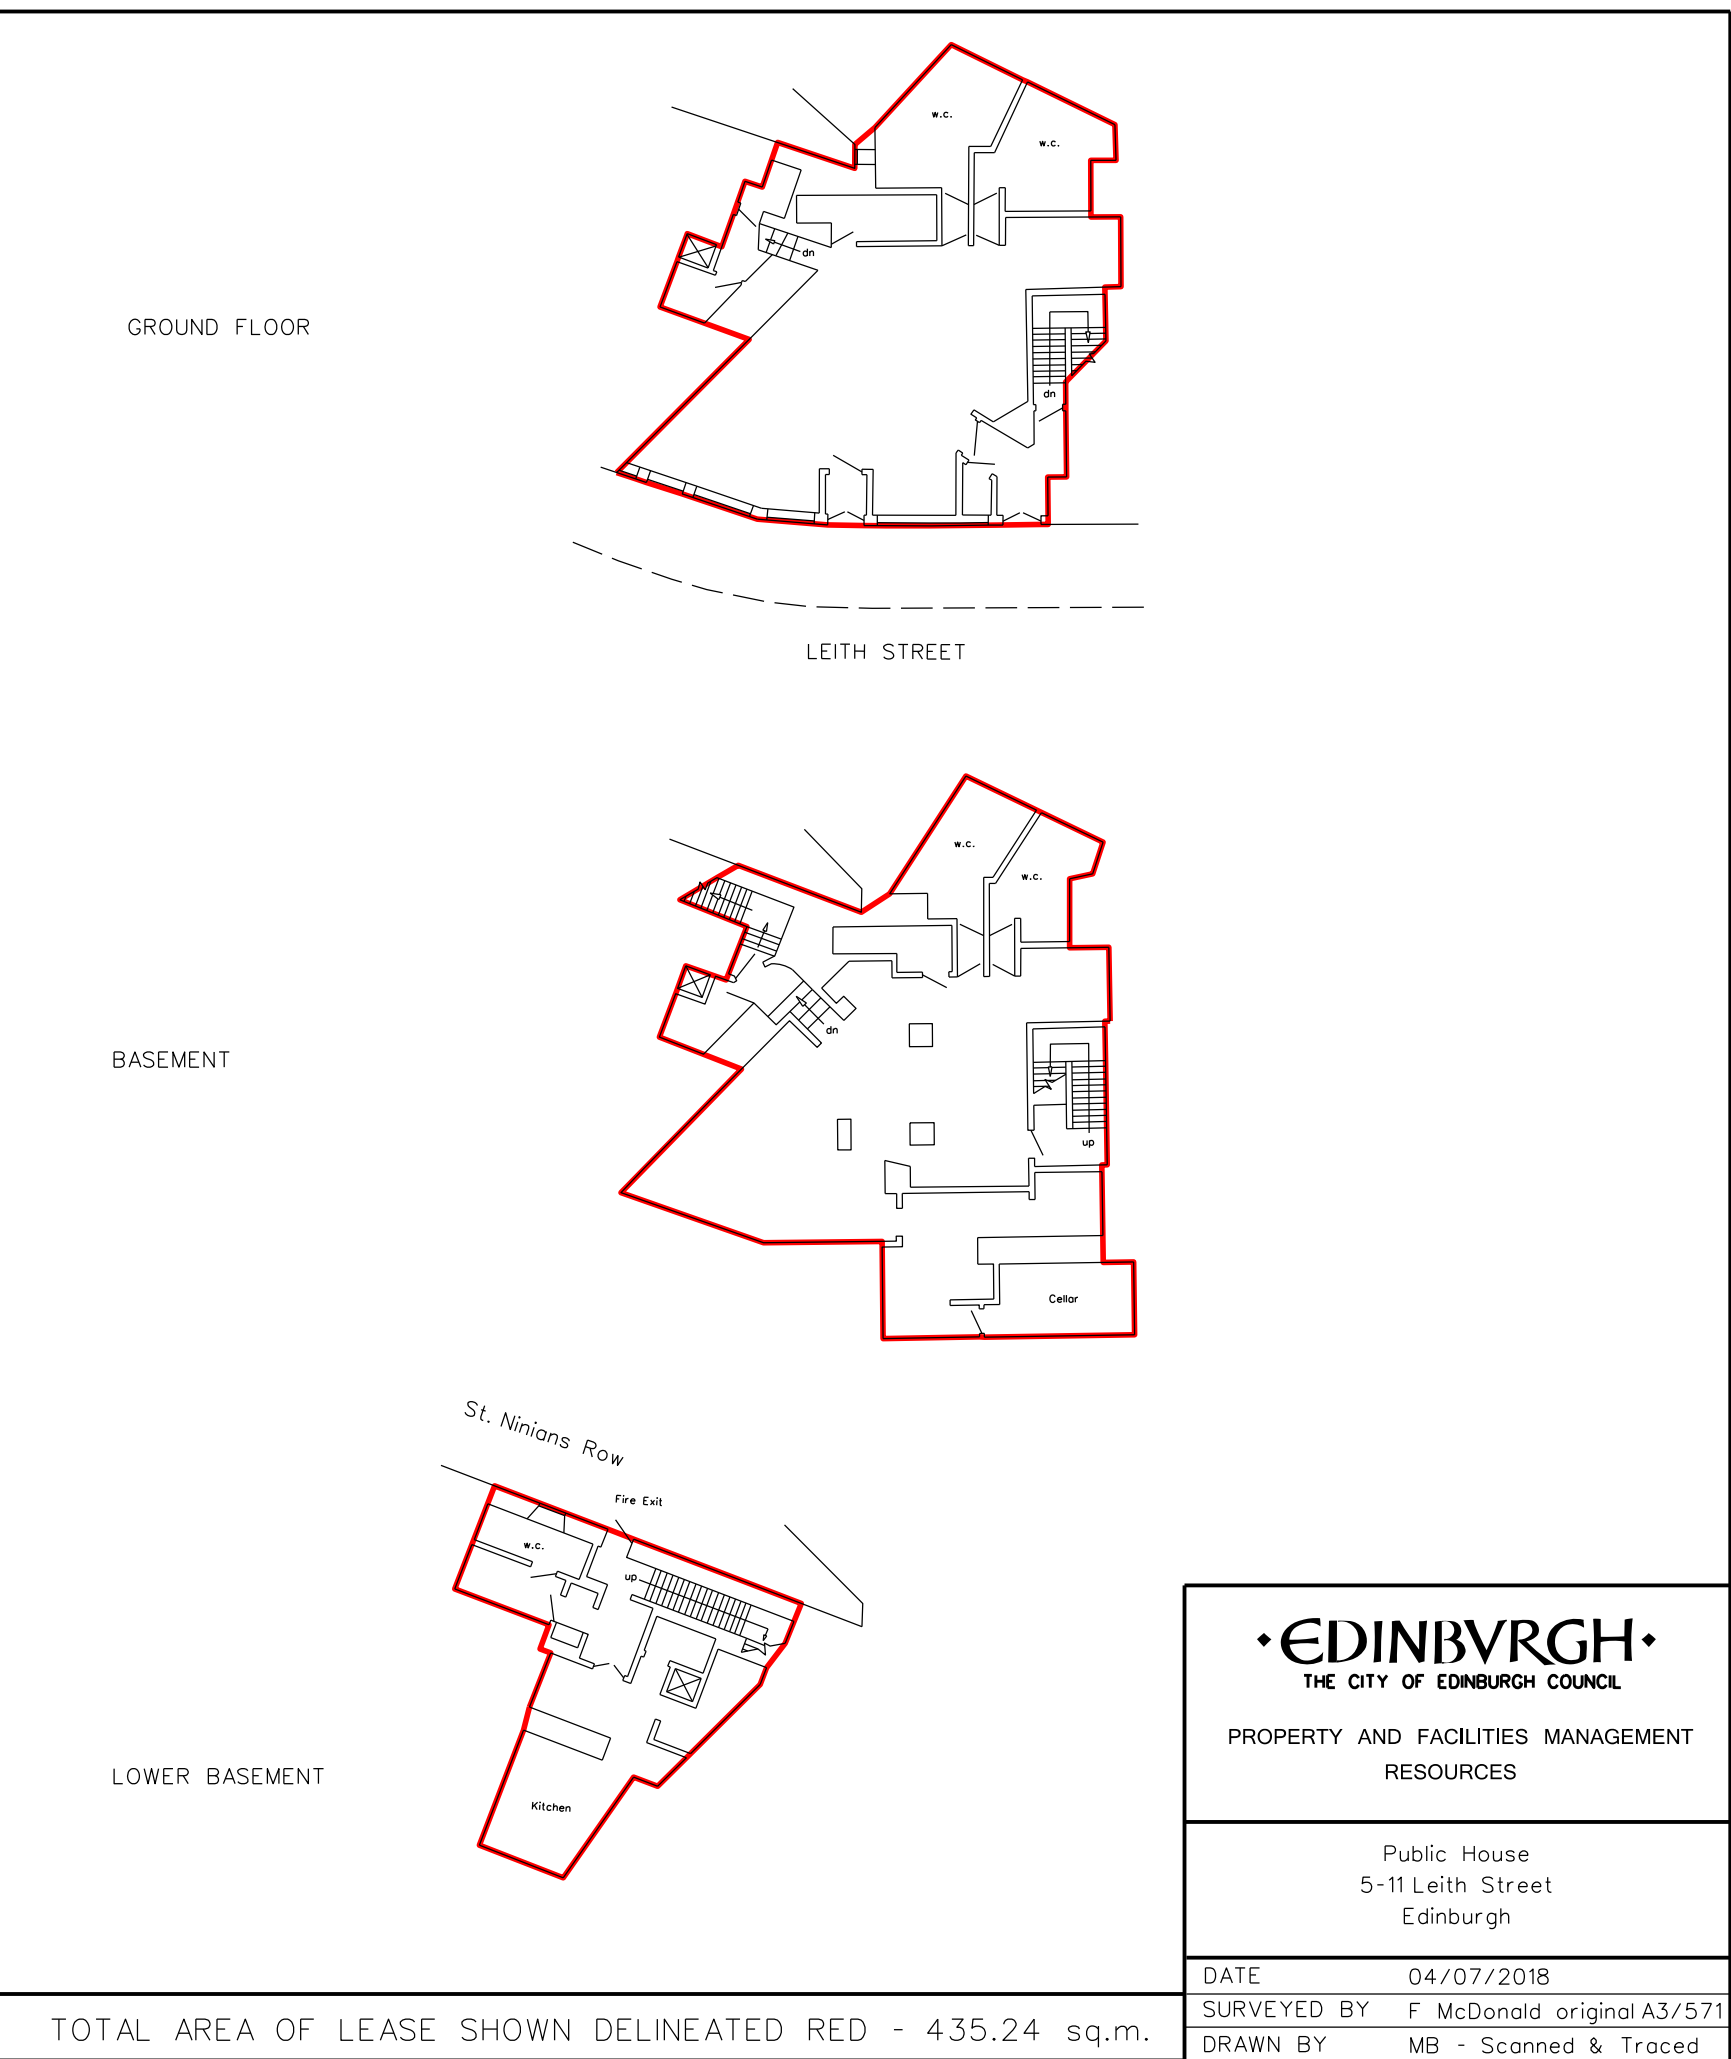 w.c.
w.c.
dn
GROUND FLOOR
dn
LEITH STREET
w.c.
w.c.
dn
BASEMENT
up
Cellar
St. Ninians Row
Fire Exit
w.c.
up
LOWER BASEMENT
Kitchen
EDINBVRGH
THE CITY OF EDINBURGH COUNCIL
PROPERTY AND FACILITIES MANAGEMENT
RESOURCES
Public House
5-11 Leith Street
Edinburgh
DATE 04/07/2018
SURVEYED BY F McDonald original A3/571
DRAWN BY MB - Scanned & Traced
TOTAL AREA OF LEASE SHOWN DELINEATED RED - 435.24 sq.m.